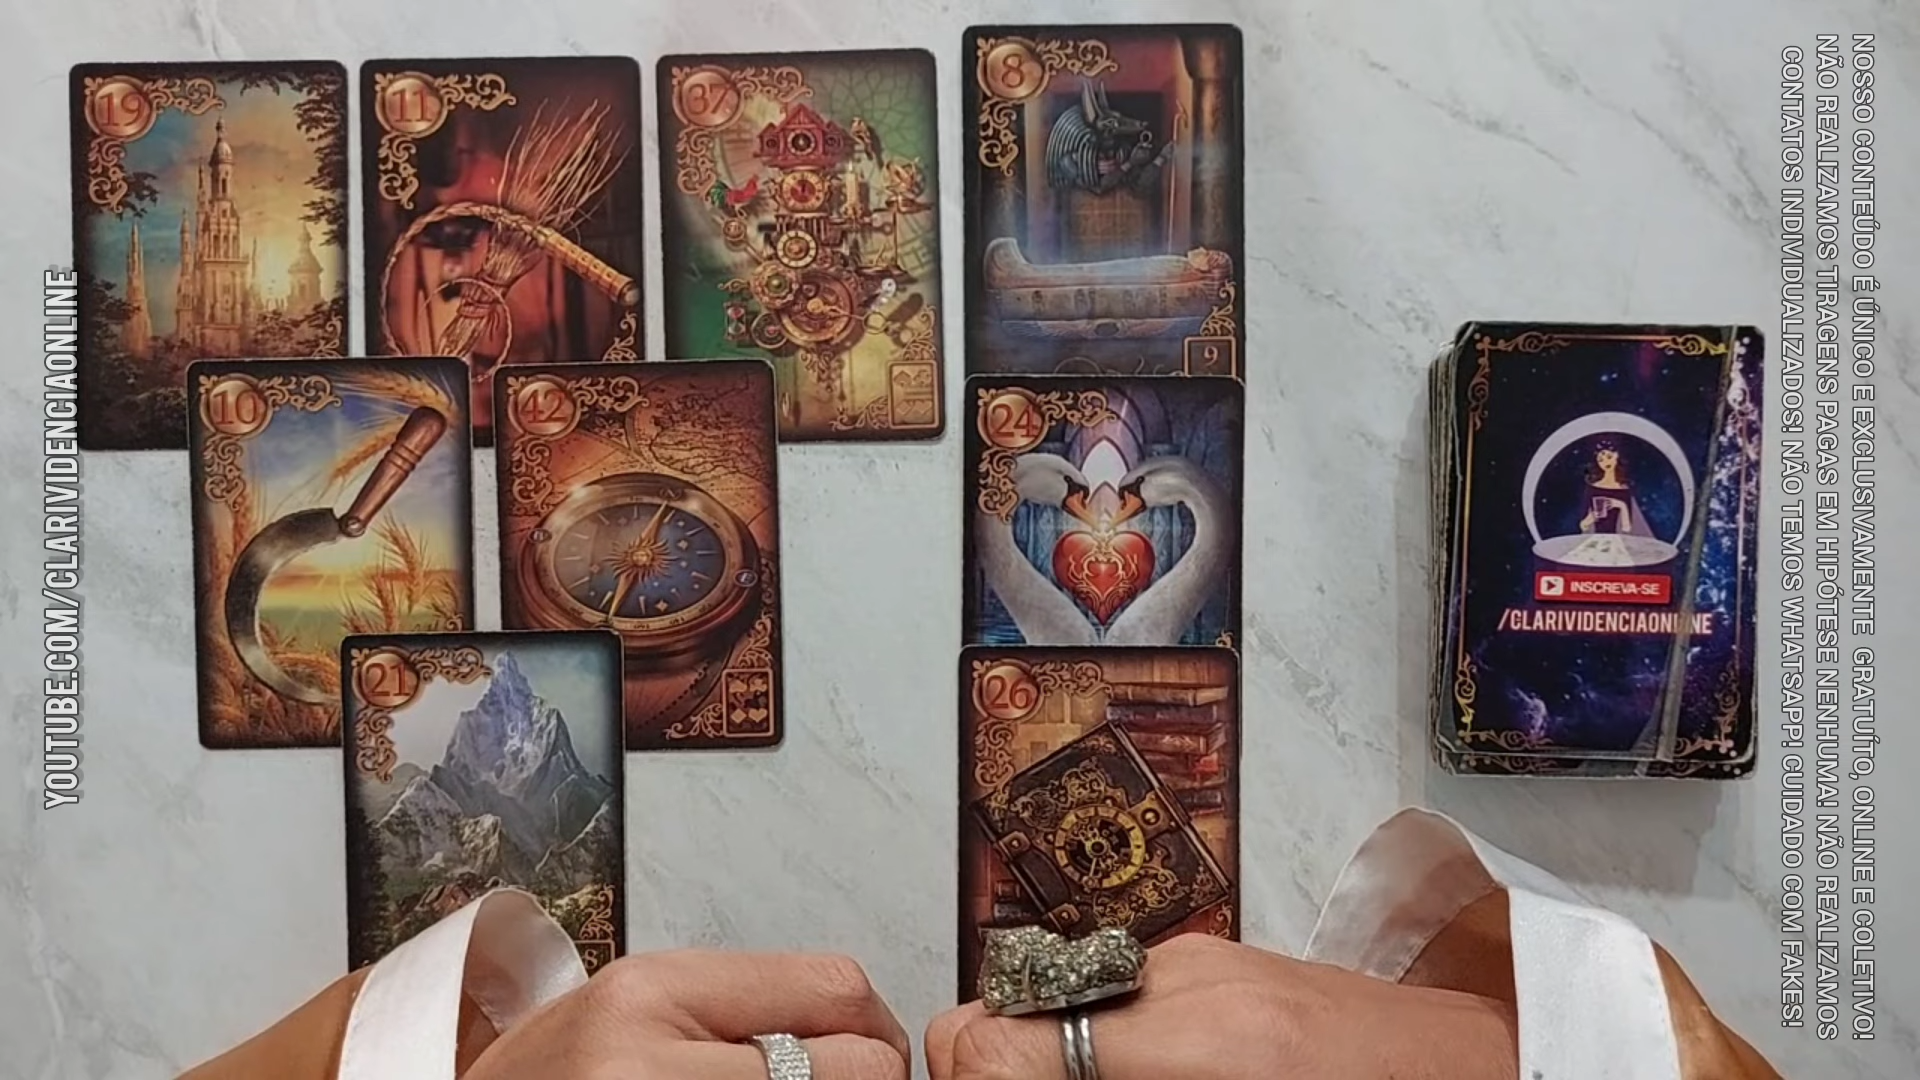 YOUTUBE.COM/CLARIVIDENCIAONLINE
19
11
37
8
9
10
42
24
21
26
8
INSCREVA-SE
/CLARIVIDENCIAONLINE
NOSSO CONTEÚDO É ÚNICO E EXCLUSIVAMENTE GRATUÍTO, ONLINE E COLETIVO!
NÃO REALIZAMOS TIRAGENS PAGAS EM HIPÓTESE NENHUMA! NÃO REALIZAMOS
CONTATOS INDIVIDUALIZADOS! NÃO TEMOS WHATSAPP! CUIDADO COM FAKES!